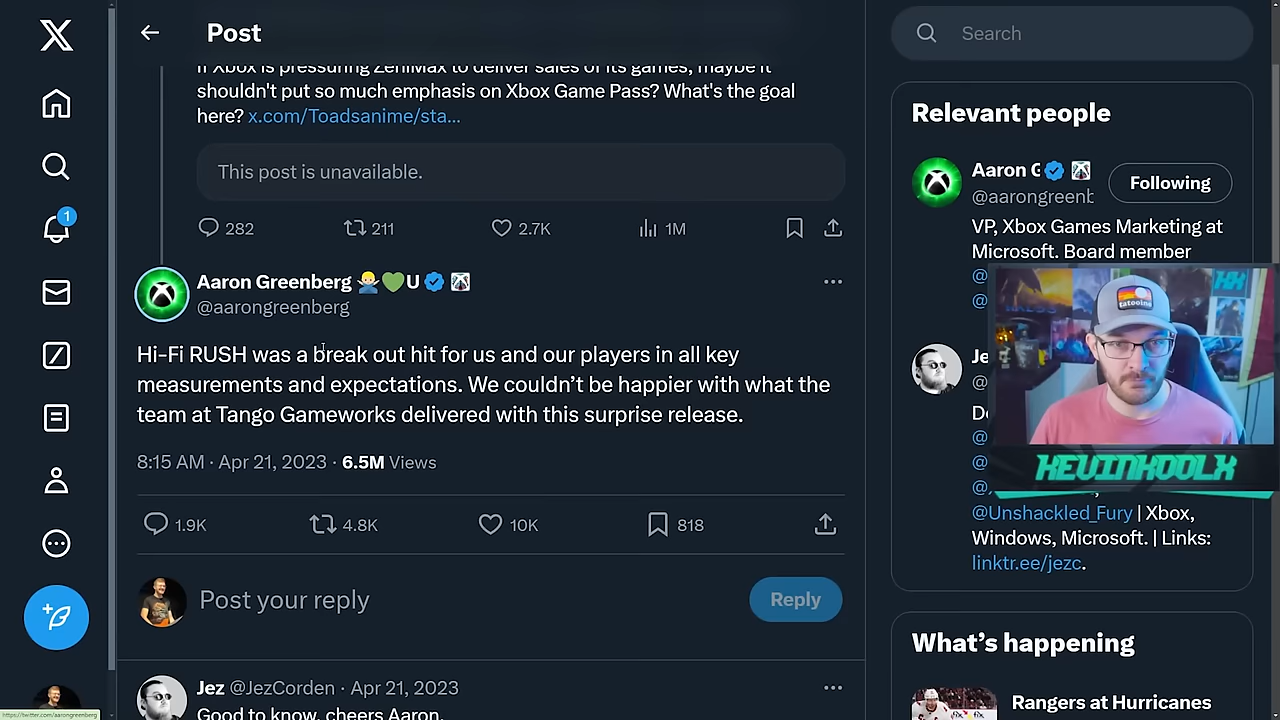 Post
Search
If Xbox is pressuring ZeniMax to deliver sales of its games, maybe it
shouldn't put so much emphasis on Xbox Game Pass? What's the goal
here? x.com/Toadsanime/sta...
This post is unavailable.
282
211
2.7K
1M
Aaron Greenberg 🙅🏼‍♂️💚U
@aarongreenberg
Hi-Fi RUSH was a break out hit for us and our players in all key
measurements and expectations. We couldn’t be happier with what the
team at Tango Gameworks delivered with this surprise release.
8:15 AM · Apr 21, 2023 · 6.5M Views
1.9K
4.8K
10K
818
Post your reply
Reply
Jez @JezCorden · Apr 21, 2023
Good to know, cheers Aaron.
1
https://twitter.com/aarongreenberg
Relevant people
Aaron G
@aarongreenb
Following
VP, Xbox Games Marketing at
Microsoft. Board member
@
@
Je
@
@
@
@Unshackled_Fury | Xbox,
Windows, Microsoft. | Links:
linktr.ee/jezc.
tatooine
KEVINKOOLX
What’s happening
Rangers at Hurricanes